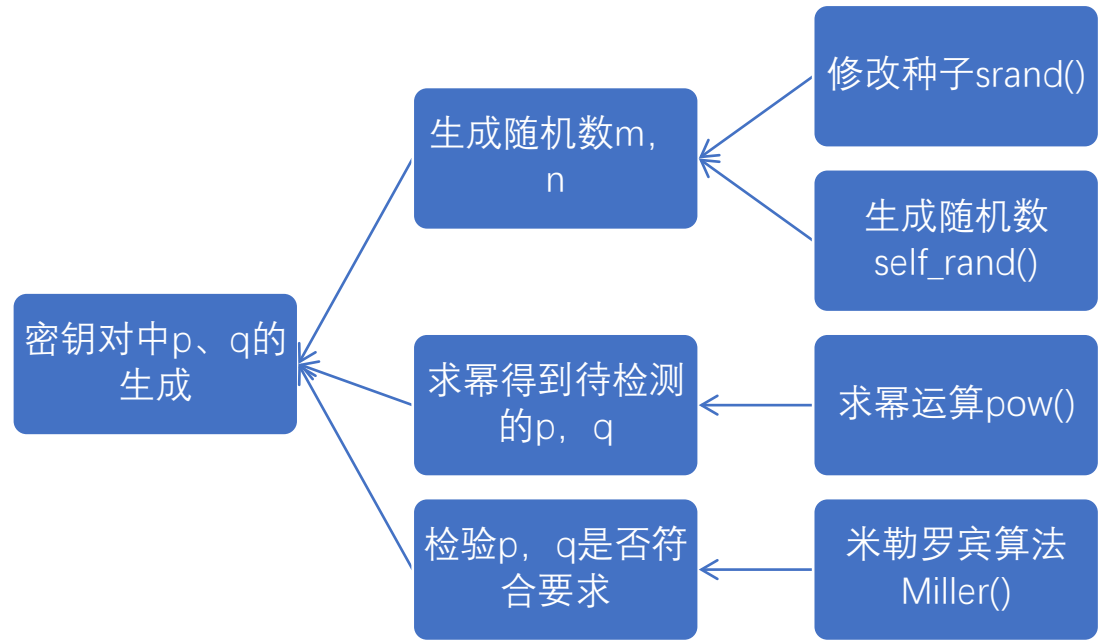 密钥对中p、q的
生成
生成随机数m，
n
求幂得到待检测
的p，q
检验p，q是否符
合要求
修改种子srand()
生成随机数
self_rand()
求幂运算pow()
米勒罗宾算法
Miller()